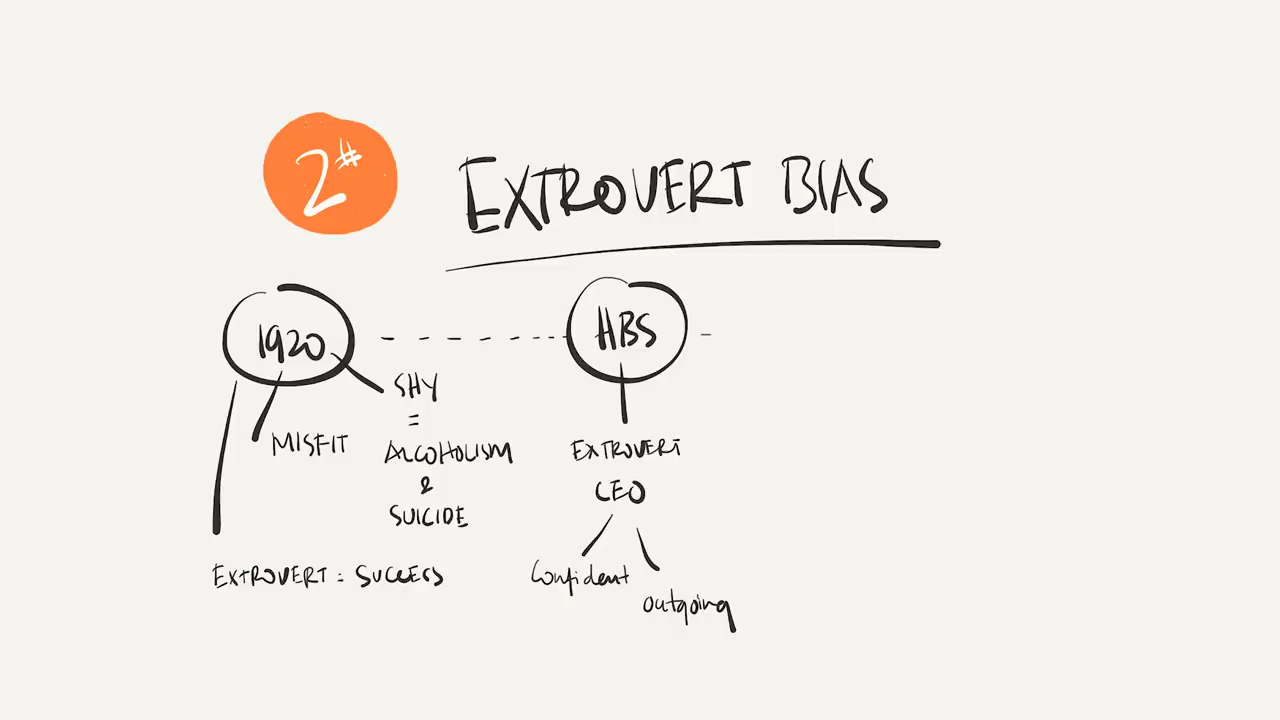 2#
EXTROVERT BIAS
1920
HBS
SHY
=
ALCOHOLISM
&
SUICIDE
MISFIT
EXTROVERT = SUCCESS
EXTROVERT
CEO
Confident
outgoing